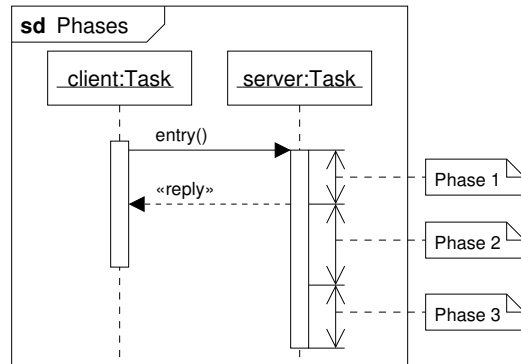 sd Phases
client:Task
server:Task
entry()
«reply»
Phase 1
Phase 2
Phase 3